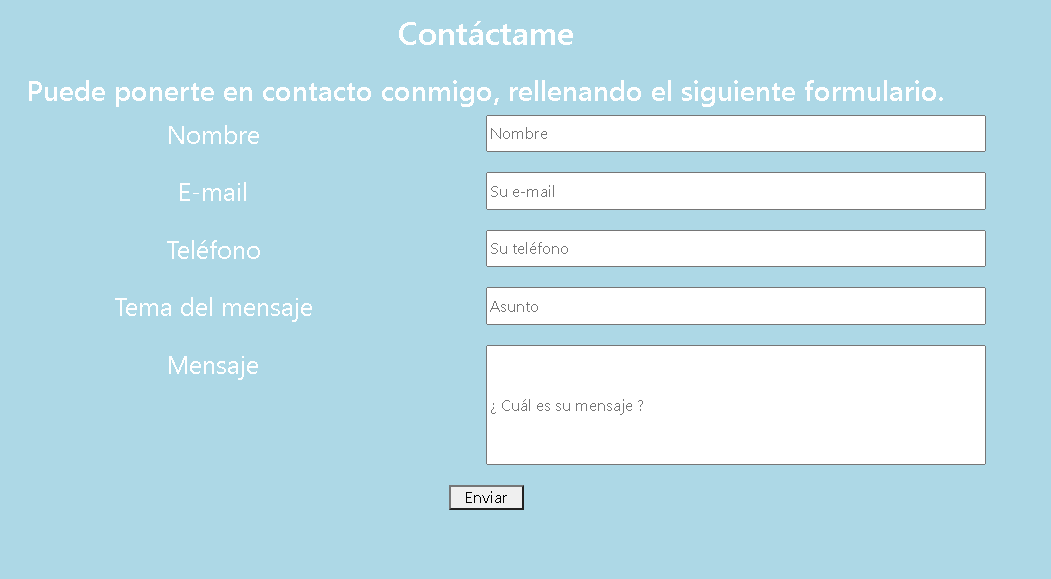 Contáctame
Puede ponerte en contacto conmigo, rellenando el siguiente formulario.
Nombre
Nombre
E-mail
Su e-mail
Teléfono
Su teléfono
Tema del mensaje
Asunto
Mensaje
¿ Cuál es su mensaje ?
Enviar